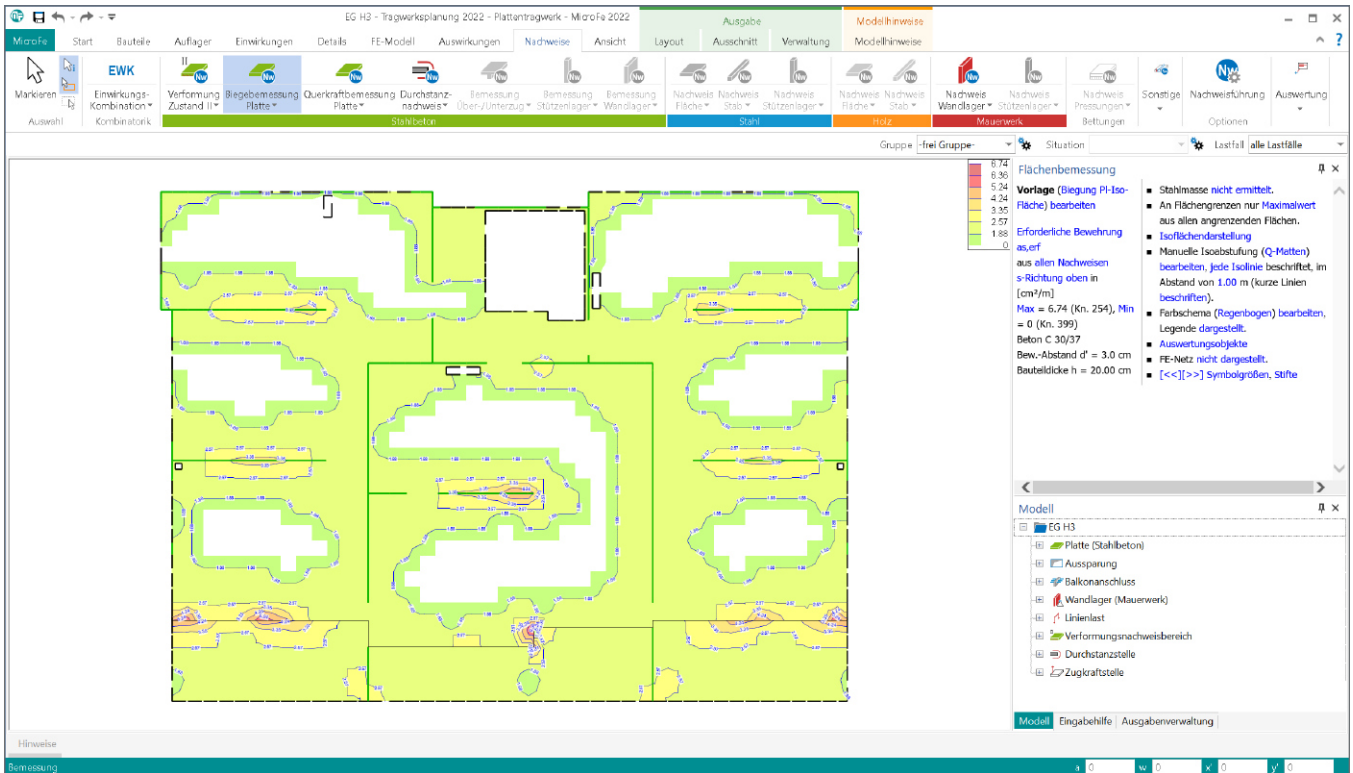 EG H3 - Tragwerksplanung 2022 - Plattentragwerk - MicroFe 2022
Ausgabe
Modellhinweise
MicroFe Start Bauteile Auflager Einwirkungen Details FE-Modell Auswirkungen Nachweise Ansicht Layout Ausschnitt Verwaltung Modellhinweise
Markieren
EWK
Einwirkungs-
Kombination
Verformung
Zustand II
Biegebemessung
Platte
Querkraftbemessung
Platte
Durchstanz-
nachweis
Bemessung
Über-/Unterzug
Bemessung
Stützenlager
Bemessung
Wandlager
Nachweis
Fläche
Nachweis
Stab
Nachweis
Stützenlager
Nachweis
Fläche
Nachweis
Stab
Nachweis
Wandlager
Nachweis
Stützenlager
Nachweis
Pressungen
Sonstige
Nachweisführung
Auswertung
Auswahl Kombinatorik Stahlbeton Stahl Holz Mauerwerk Bettungen Optionen
Gruppe -frei Gruppe- Situation Lastfall alle Lastfälle
6.74
6.36
5.24
4.24
3.35
2.57
1.88
0
Flächenbemessung
Vorlage (Biegung Pl-Iso-
Fläche) bearbeiten
Erforderliche Bewehrung
as,erf
aus allen Nachweisen
s-Richtung oben in
[cm²/m]
Max = 6.74 (Kn. 254), Min
= 0 (Kn. 399)
Beton C 30/37
Bew.-Abstand d' = 3.0 cm
Bauteildicke h = 20.00 cm
▪ Stahlmasse nicht ermittelt.
▪ An Flächengrenzen nur Maximalwert
aus allen angrenzenden Flächen.
▪ Isoflächendarstellung
▪ Manuelle Isoabstufung (Q-Matten)
bearbeiten, jede Isolinie beschriftet, im
Abstand von 1.00 m (kurze Linien
beschriften).
▪ Farbschema (Regenbogen) bearbeiten,
Legende dargestellt.
▪ Auswertungsobjekte
▪ FE-Netz nicht dargestellt.
▪ [<<][>>] Symbolgrößen, Stifte
Modell
EG H3
Platte (Stahlbeton)
Aussparung
Balkonanschluss
Wandlager (Mauerwerk)
Linienlast
Verformungsnachweisbereich
Durchstanzstelle
Zugkraftstelle
Modell Eingabehilfe Ausgabenverwaltung
Hinweise
Bemessung a 0 w 0 x' 0 y' 0